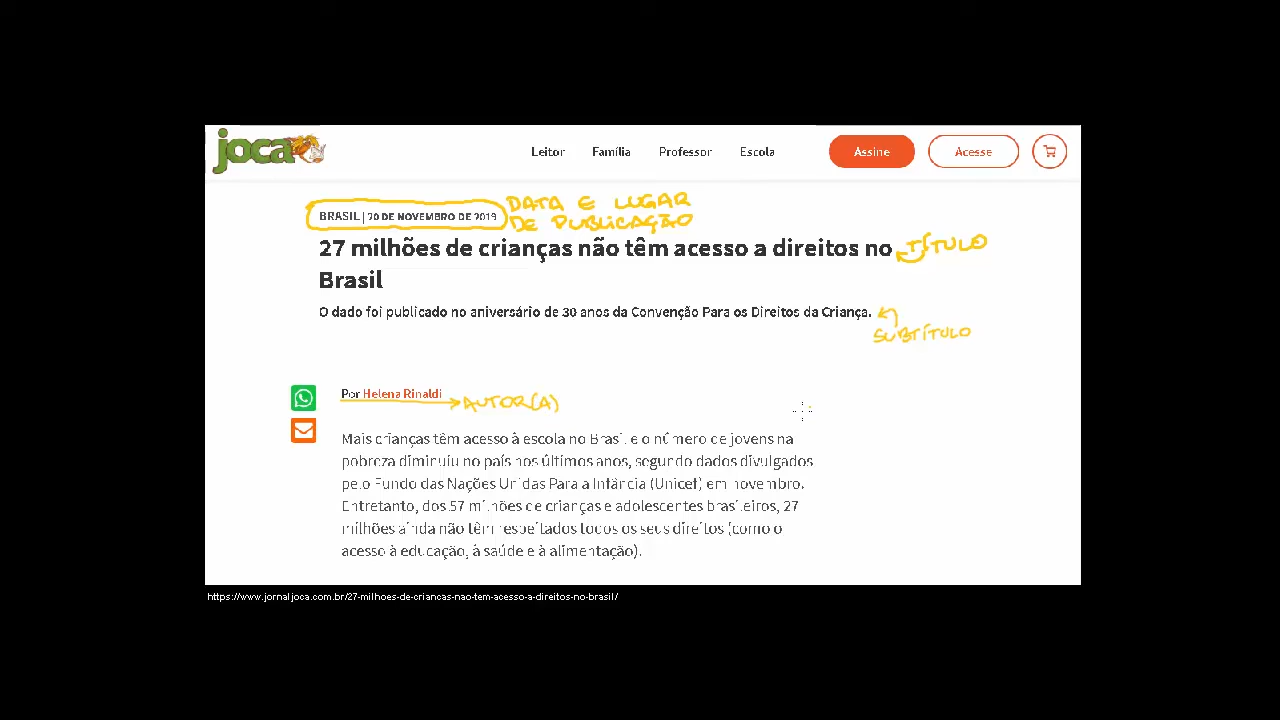 joca
Leitor Família Professor Escola Assine Acesse
BRASIL | 20 DE NOVEMBRO DE 2019
DATA E LUGAR
DE PUBLICAÇÃO
27 milhões de crianças não têm acesso a direitos no
Brasil
TÍTULO
O dado foi publicado no aniversário de 30 anos da Convenção Para os Direitos da Criança.
SUBTÍTULO
Por Helena Rinaldi
AUTOR(A)
Mais crianças têm acesso à escola no Brasil e o número de jovens na
pobreza diminuiu no país nos últimos anos, segundo dados divulgados
pelo Fundo das Nações Unidas Para a Infância (Unicef) em novembro.
Entretanto, dos 57 milhões de crianças e adolescentes brasileiros, 27
milhões ainda não têm respeitados todos os seus direitos (como o
acesso à educação, à saúde e à alimentação).
https://www.jornaljoca.com.br/27-milhoes-de-criancas-nao-tem-acesso-a-direitos-no-brasil/